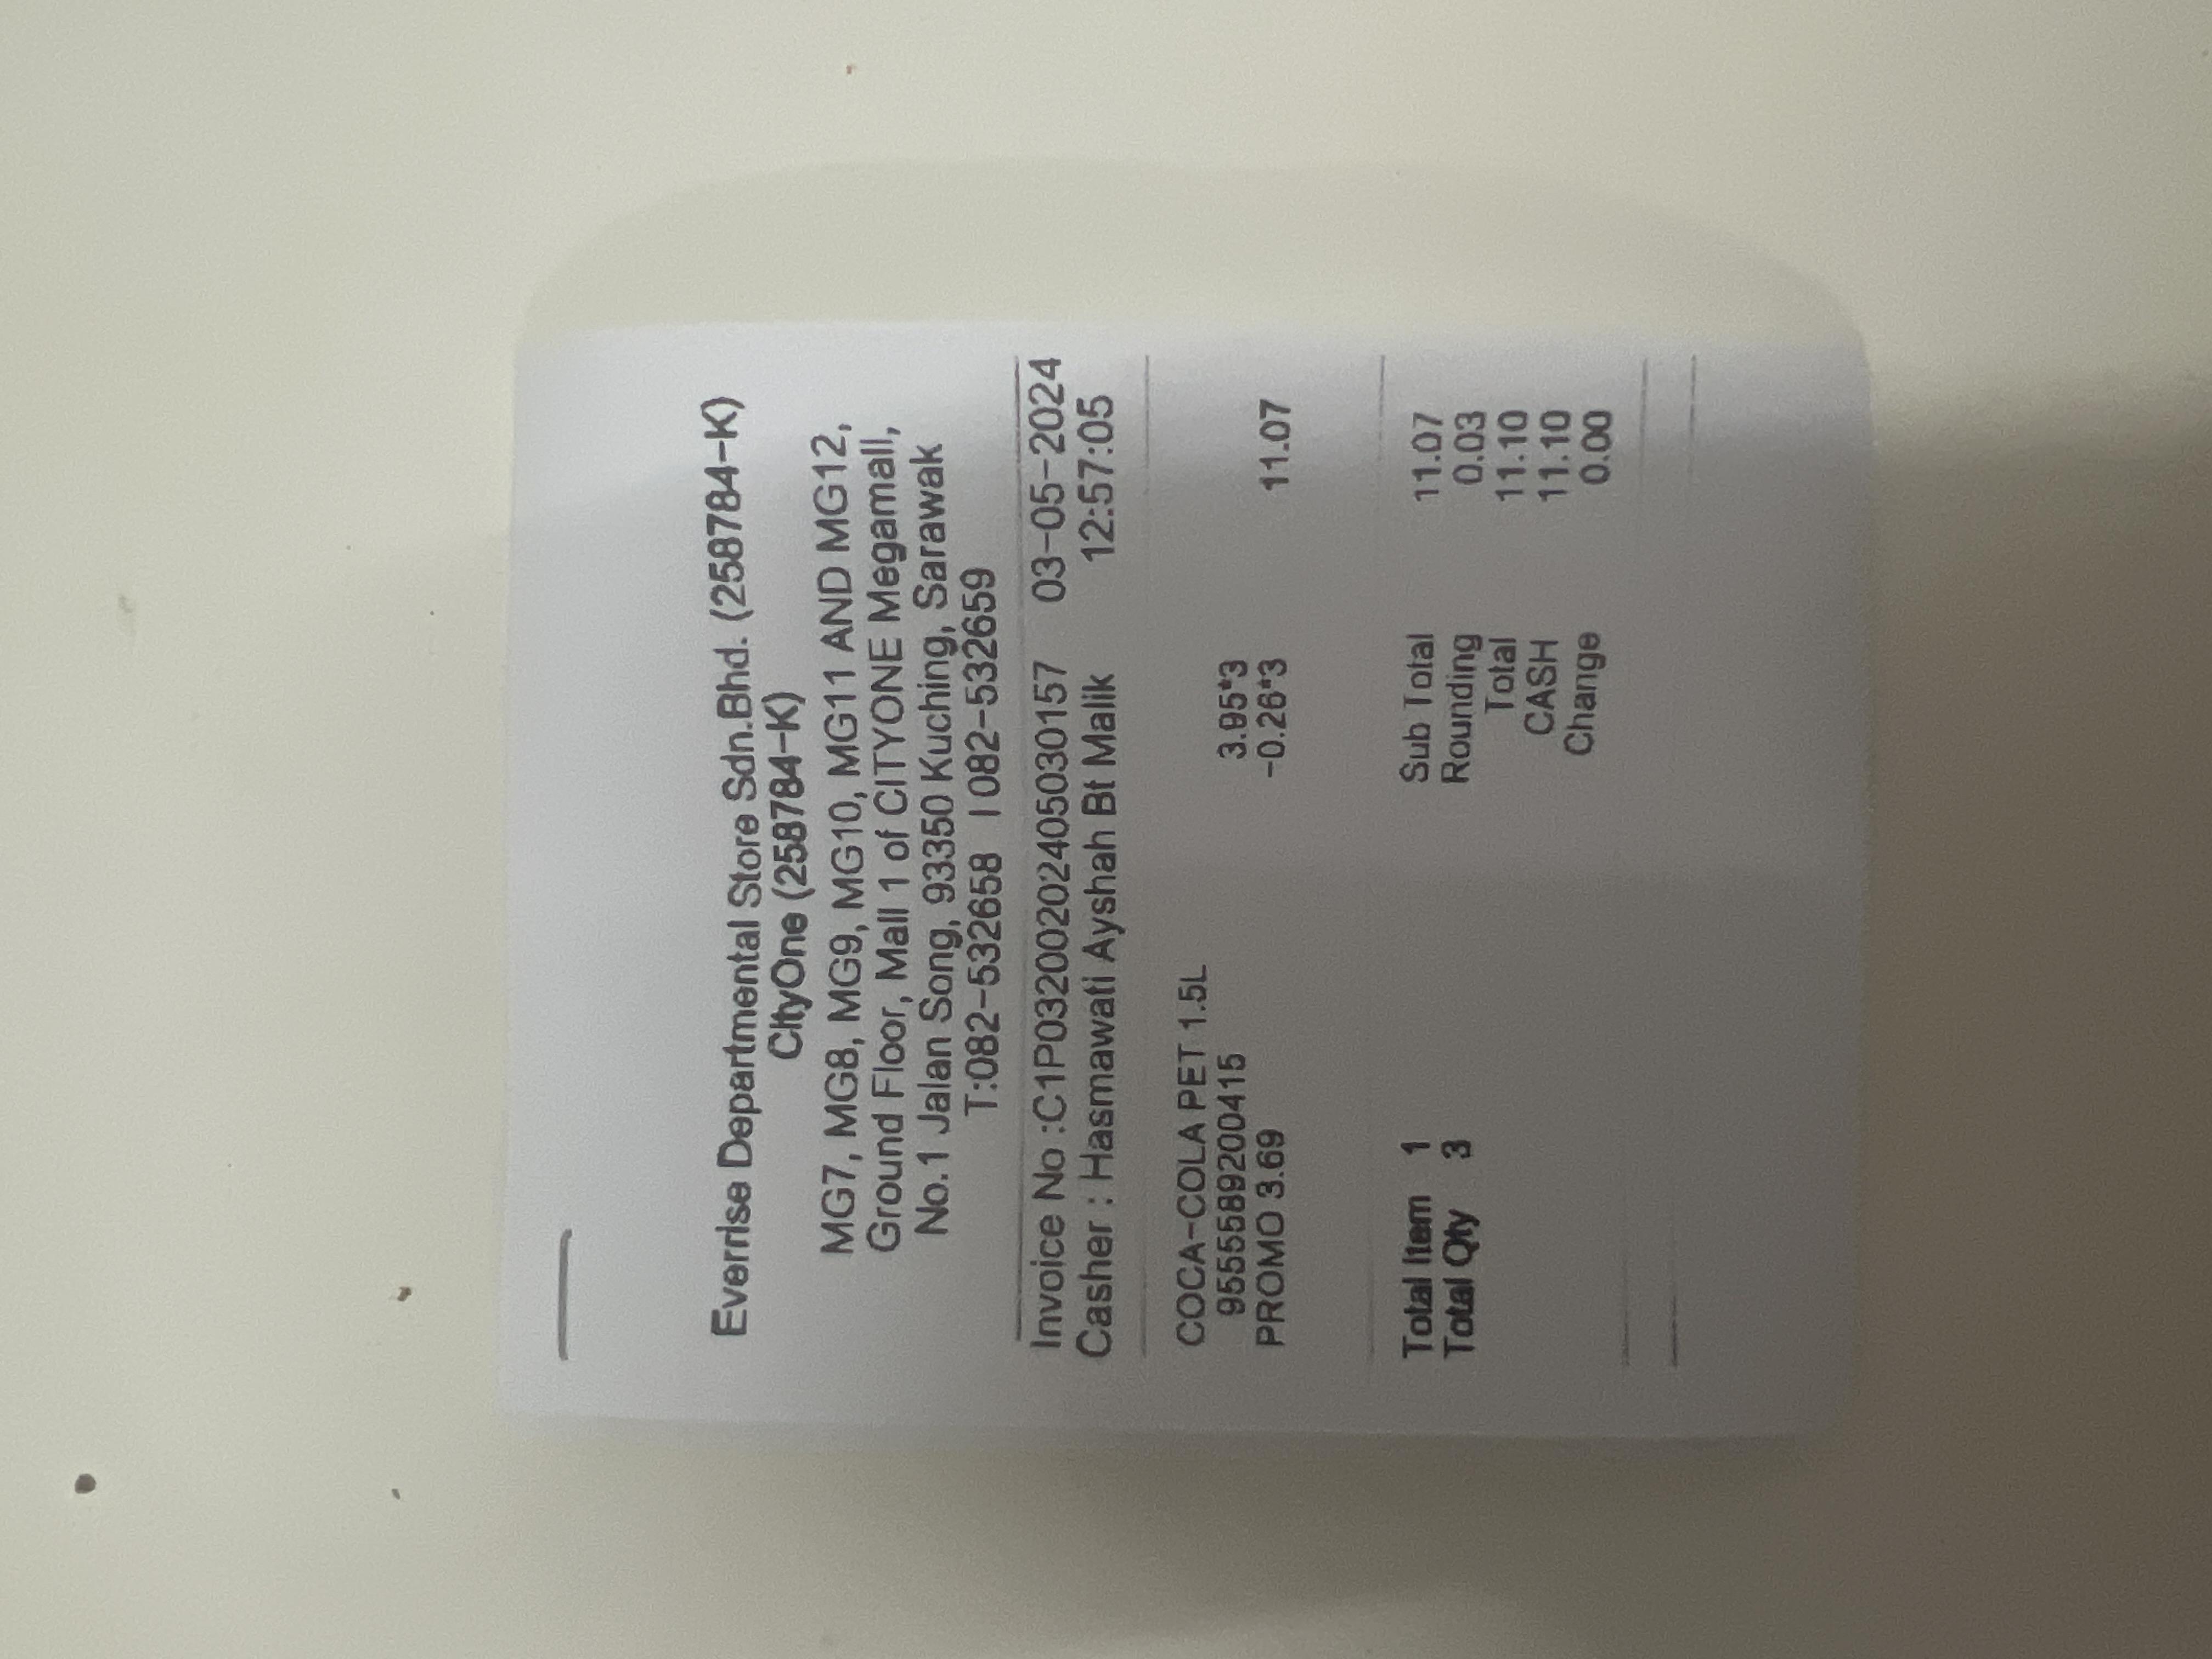 Everrise Departmental Store Sdn.Bhd. (258784-K)
CityOne (258784-K)
MG7, MG8, MG9, MG10, MG11 AND MG12,
Ground Floor, Mall 1 of CITYONE Megamall,
No.1 Jalan Song, 93350 Kuching, Sarawak
T:082-532658 | 082-532659
Invoice No :C1P03200202405030157 03-05-2024
Casher : Hasmawati Ayshah Bt Malik 12:57:05
COCA-COLA PET 1.5L
9555589200415 3.95*3
PROMO 3.69 -0.26*3 11.07
Total Item 1 Sub Total 11.07
Total Qty 3 Rounding 0.03
Total 11.10
CASH 11.10
Change 0.00